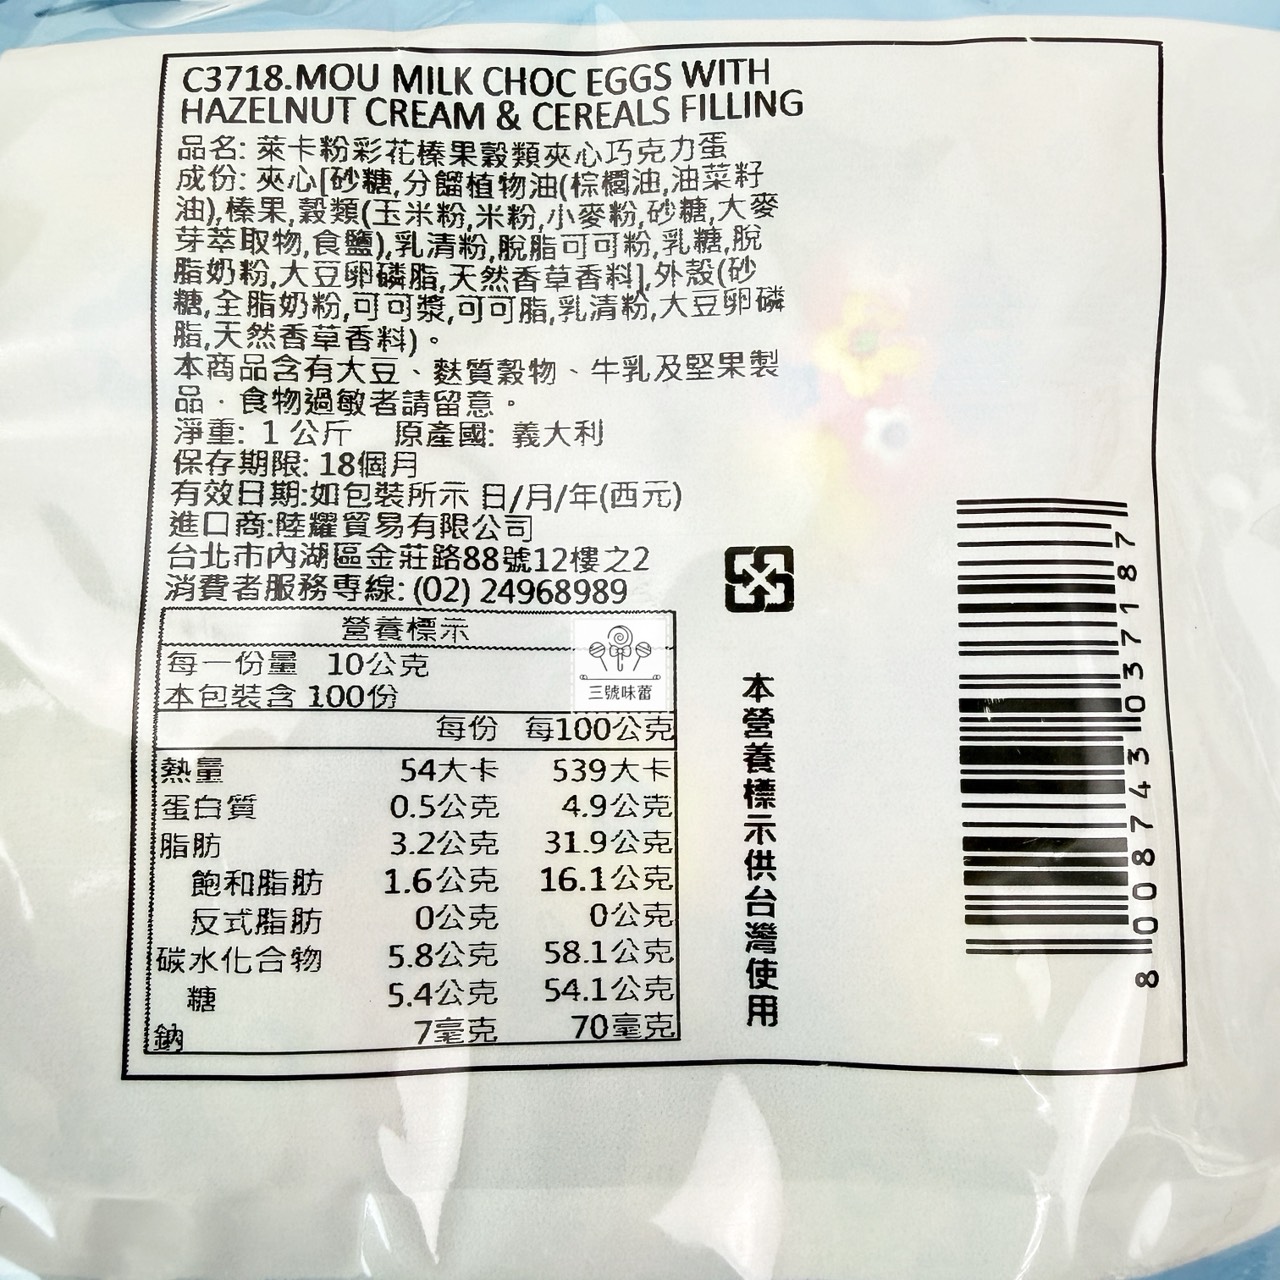 C3718.MOU MILK CHOC EGGS WITH
HAZELNUT CREAM & CEREALS FILLING
品名: 萊卡粉彩花榛果穀類夾心巧克力蛋
成份: 夾心[砂糖,分餾植物油(棕櫚油,油菜籽
油),榛果,穀類(玉米粉,米粉,小麥粉,砂糖,大麥
芽萃取物,食鹽),乳清粉,脫脂可可粉,乳糖,脫
脂奶粉,大豆卵磷脂,天然香草香料],外殼(砂
糖,全脂奶粉,可可漿,可可脂,乳清粉,大豆卵磷
脂,天然香草香料)。
本商品含有大豆、麩質穀物、牛乳及堅果製
品‧食物過敏者請留意。
淨重: 1 公斤 原產國: 義大利
保存期限: 18個月
有效日期:如包裝所示 日/月/年(西元)
進口商:陸耀貿易有限公司
台北市內湖區金莊路88號12樓之2
消費者服務專線: (02) 24968989
營養標示
每一份量 10公克
本包裝含 100份
每份 每100公克
熱量 54大卡 539大卡
蛋白質 0.5公克 4.9公克
脂肪 3.2公克 31.9公克
飽和脂肪 1.6公克 16.1公克
反式脂肪 0公克 0公克
碳水化合物 5.8公克 58.1公克
糖 5.4公克 54.1公克
鈉 7毫克 70毫克
三號味蕾
本營養標示供台灣使用
8 008743 037187